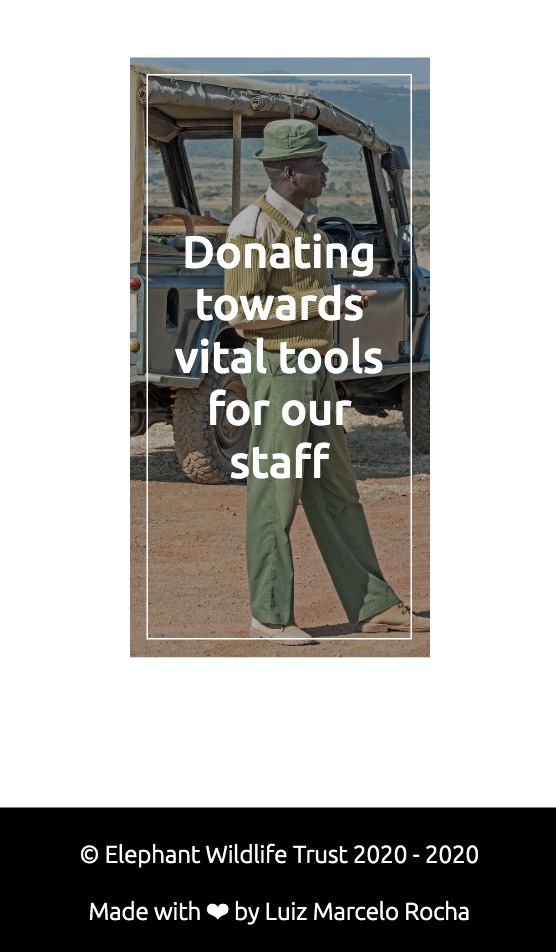 Donating
towards
vital tools
for our
staff
© Elephant Wildlife Trust 2020 - 2020
Made with ❤ by Luiz Marcelo Rocha